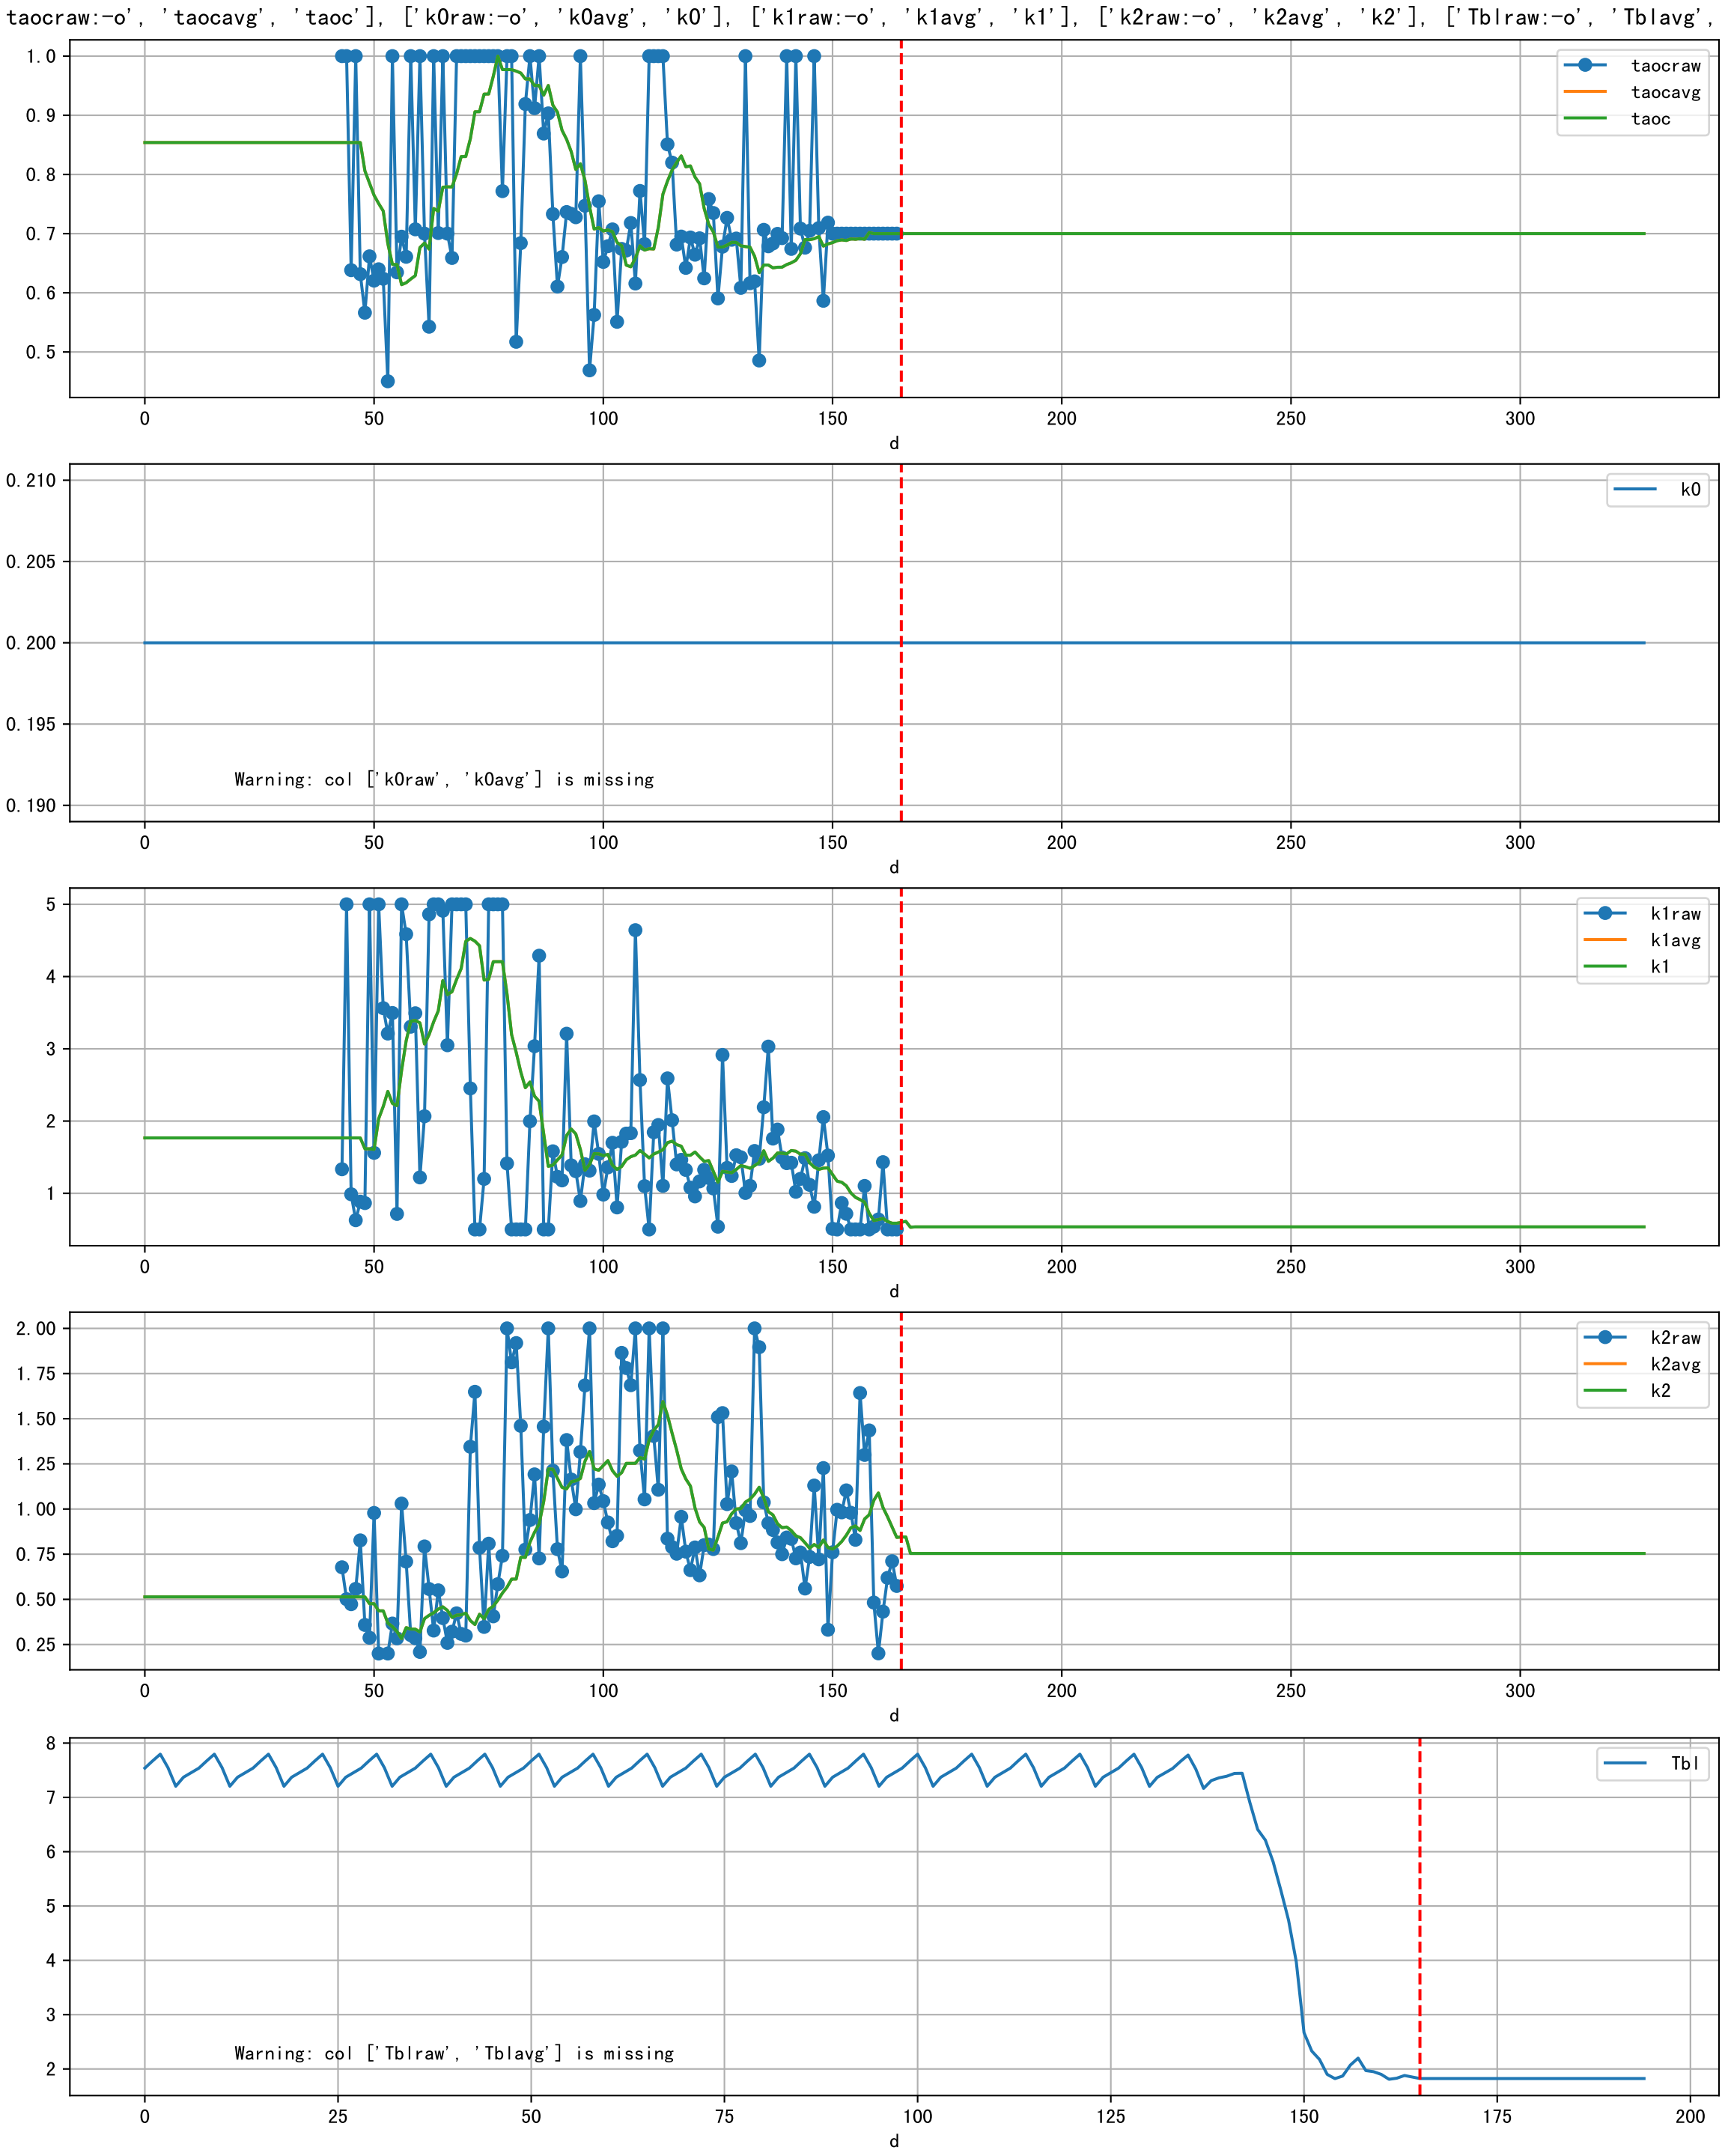 taocraw:-o', 'taocavg', 'taoc'], ['k0raw:-o', 'k0avg', 'k0'], ['k1raw:-o', 'k1avg', 'k1'], ['k2raw:-o', 'k2avg', 'k2'], ['Tblraw:-o', 'Tblavg',
1.0
0.9
0.8
0.7
0.6
0.5
taocraw
taocavg
taoc
0 50 100 150 200 250 300
d
0.210
0.205
0.200
0.195
0.190
k0
Warning: col ['k0raw', 'k0avg'] is missing
0 50 100 150 200 250 300
d
5
4
3
2
1
k1raw
k1avg
k1
0 50 100 150 200 250 300
d
2.00
1.75
1.50
1.25
1.00
0.75
0.50
0.25
k2raw
k2avg
k2
0 50 100 150 200 250 300
d
8
7
6
5
4
3
2
Tbl
Warning: col ['Tblraw', 'Tblavg'] is missing
0 25 50 75 100 125 150 175 200
d